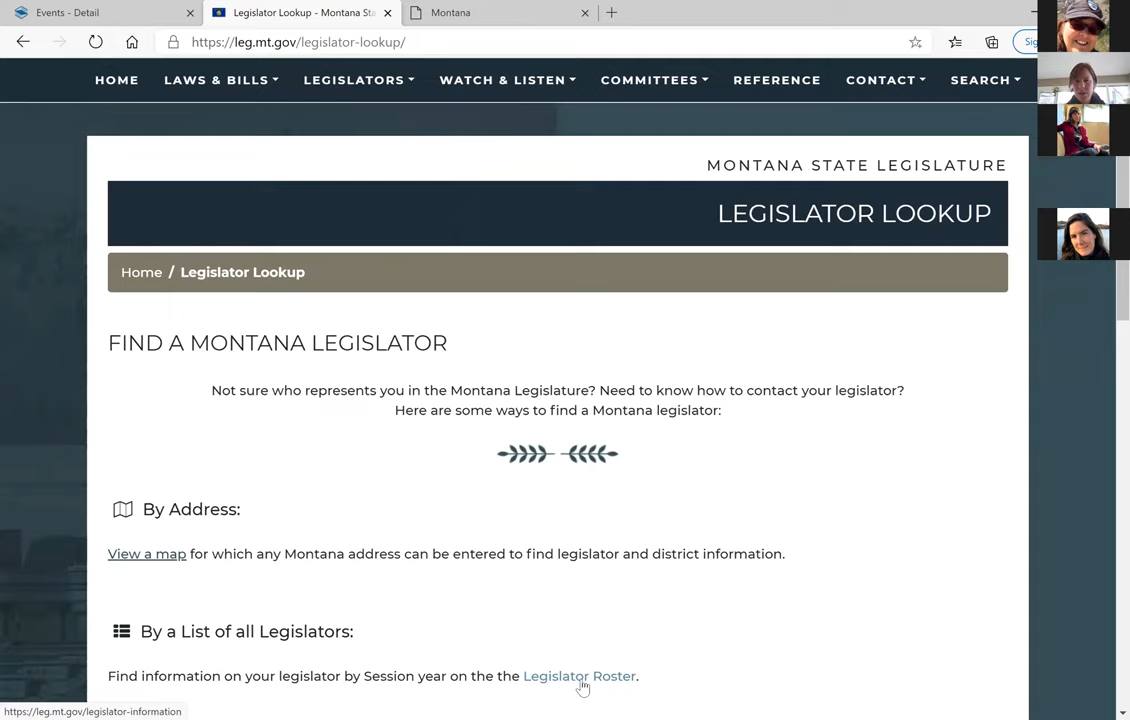 Events - Detail
Legislator Lookup - Montana Sta
Montana
https://leg.mt.gov/legislator-lookup/
HOME LAWS & BILLS LEGISLATORS WATCH & LISTEN COMMITTEES REFERENCE CONTACT SEARCH
MONTANA STATE LEGISLATURE
LEGISLATOR LOOKUP
Home / Legislator Lookup
FIND A MONTANA LEGISLATOR
Not sure who represents you in the Montana Legislature? Need to know how to contact your legislator?
Here are some ways to find a Montana legislator:
By Address:
View a map for which any Montana address can be entered to find legislator and district information.
By a List of all Legislators:
Find information on your legislator by Session year on the the Legislator Roster.
https://leg.mt.gov/legislator-information